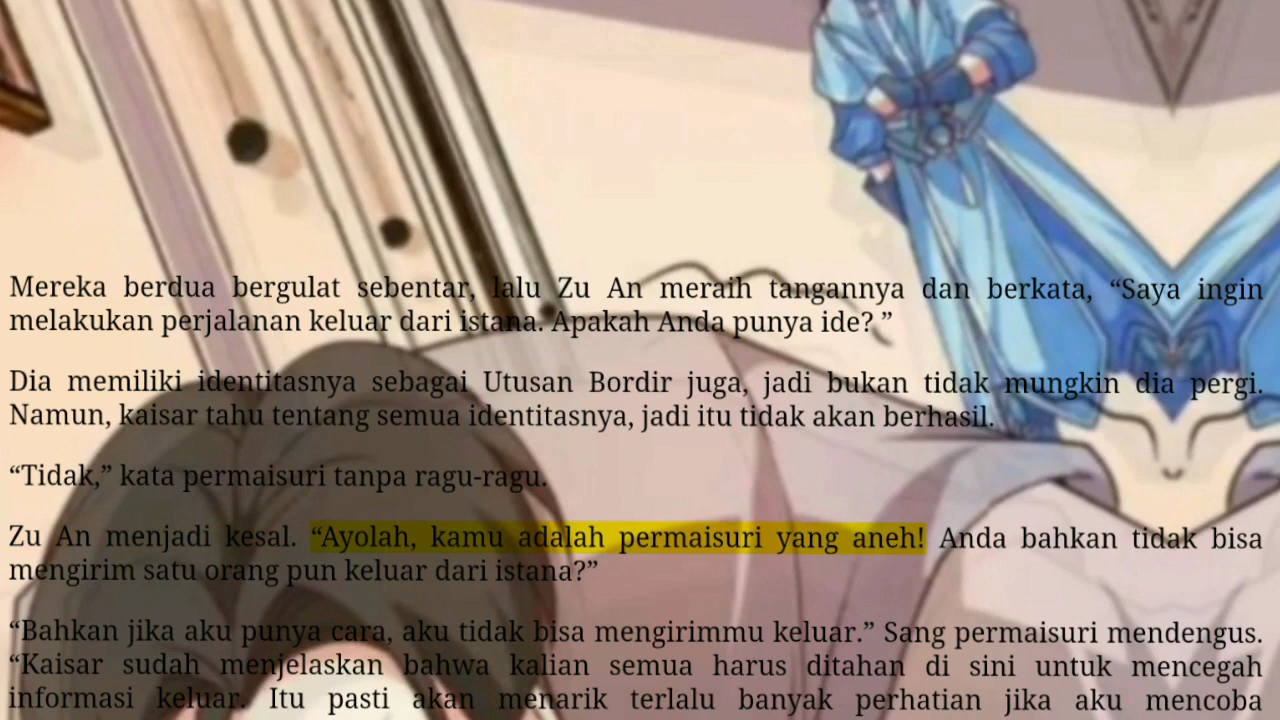 Mereka berdua bergulat sebentar, lalu Zu An meraih tangannya dan berkata, “Saya ingin
melakukan perjalanan keluar dari istana. Apakah Anda punya ide? ”
Dia memiliki identitasnya sebagai Utusan Bordir juga, jadi bukan tidak mungkin dia pergi.
Namun, kaisar tahu tentang semua identitasnya, jadi itu tidak akan berhasil.
“Tidak,” kata permaisuri tanpa ragu-ragu.
Zu An menjadi kesal. “Ayolah, kamu adalah permaisuri yang aneh! Anda bahkan tidak bisa
mengirim satu orang pun keluar dari istana?”
“Bahkan jika aku punya cara, aku tidak bisa mengirimmu keluar.” Sang permaisuri mendengus.
“Kaisar sudah menjelaskan bahwa kalian semua harus ditahan di sini untuk mencegah
informasi keluar. Itu pasti akan menarik terlalu banyak perhatian jika aku mencoba